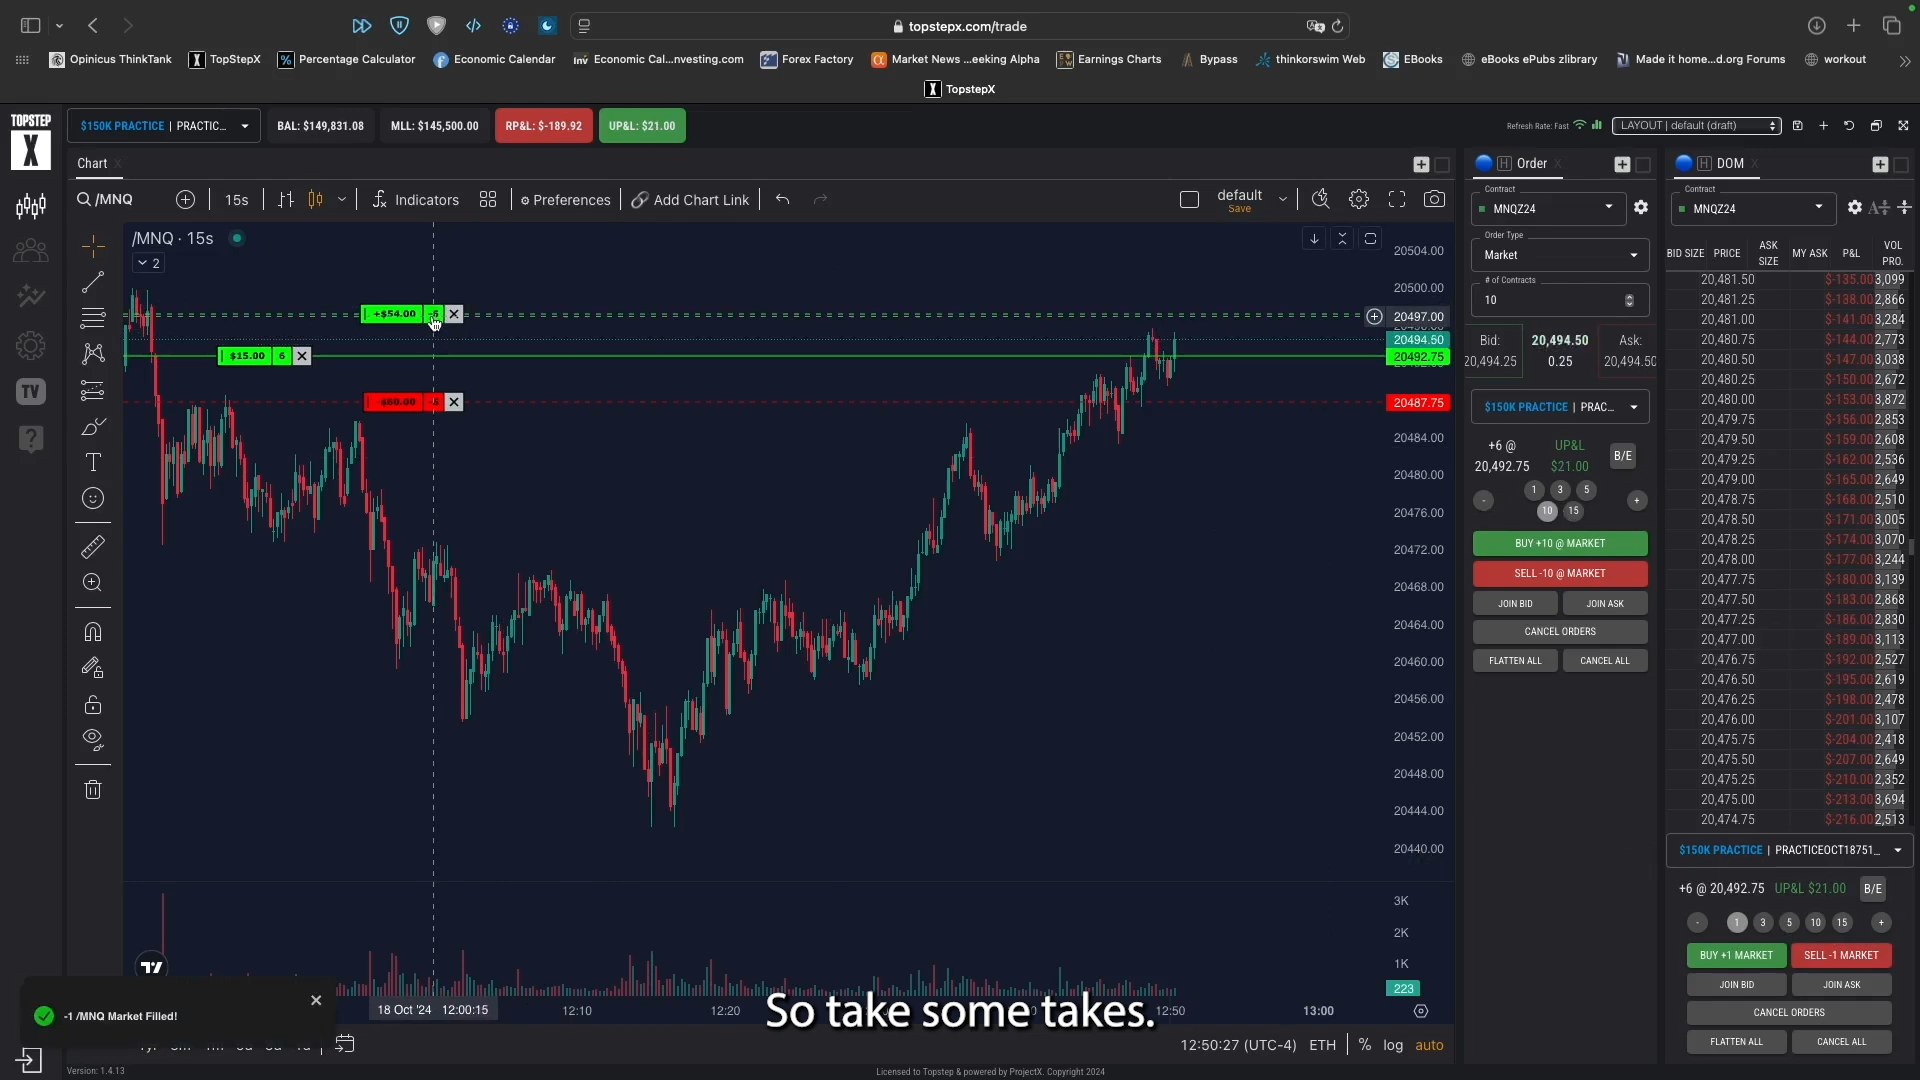 topstepx.com/trade
Opinicus ThinkTank
TopStepX
Percentage Calculator
Economic Calendar
Economic Cal...nvesting.com
Forex Factory
Market News ...eeking Alpha
Earnings Charts
Bypass
thinkorswim Web
EBooks
eBooks ePubs zlibrary
Made it home...d.org Forums
workout
X TopstepX
TOPSTEP
X
$150K PRACTICE | PRACTIC...
BAL: $149,831.08
MLL: $145,500.00
RP&L: $-189.92
UP&L: $21.00
Refresh Rate: Fast
LAYOUT | default (draft)
Chart
/MNQ
15s
Indicators
Preferences
Add Chart Link
default
Save
/MNQ · 15s
2
+$54.00
$15.00 6
20504.00
20500.00
20497.00
20494.50
20492.75
20487.75
20484.00
20480.00
20476.00
20472.00
20468.00
20464.00
20460.00
20456.00
20452.00
20448.00
20444.00
20440.00
3K
2K
1K
223
18 Oct '24 12:00:15
12:10
12:20
12:50
13:00
-1 /MNQ Market Filled!
So take some takes.
12:50:27 (UTC-4)
ETH
%
log
auto
Version: 1.4.13
Licensed to Topstep & powered by ProjectX. Copyright 2024
H Order
Contract
MNQZ24
Order Type
Market
# of Contracts
10
Bid:
20,494.25
20,494.50
0.25
Ask:
20,494.50
$150K PRACTICE | PRAC...
+6 @
20,492.75
UP&L
$21.00
B/E
- 1 3 5 +
10 15
BUY +10 @ MARKET
SELL -10 @ MARKET
JOIN BID
JOIN ASK
CANCEL ORDERS
FLATTEN ALL
CANCEL ALL
H DOM
Contract
MNQZ24
BID SIZE PRICE ASK SIZE MY ASK P&L VOL PRO.
20,481.50 $-135.00 3,099
20,481.25 $-138.00 2,866
20,481.00 $-141.00 3,284
20,480.75 $-144.00 2,773
20,480.50 $-147.00 3,038
20,480.25 $-150.00 2,672
20,480.00 $-153.00 3,872
20,479.75 $-156.00 2,853
20,479.50 $-159.00 2,608
20,479.25 $-162.00 2,536
20,479.00 $-165.00 2,649
20,478.75 $-168.00 2,510
20,478.50 $-171.00 3,005
20,478.25 $-174.00 3,070
20,478.00 $-177.00 3,244
20,477.75 $-180.00 3,139
20,477.50 $-183.00 2,868
20,477.25 $-186.00 2,830
20,477.00 $-189.00 3,113
20,476.75 $-192.00 2,527
20,476.50 $-195.00 2,619
20,476.25 $-198.00 2,478
20,476.00 $-201.00 3,107
20,475.75 $-204.00 2,418
20,475.50 $-207.00 2,649
20,475.25 $-210.00 2,352
20,475.00 $-213.00 3,694
20,474.75 $-216.00 2,513
$150K PRACTICE | PRACTICEOCT18751_
+6 @ 20,492.75 UP&L $21.00 B/E
- 1 3 5 10 15 +
BUY +1 MARKET
SELL -1 MARKET
JOIN BID
JOIN ASK
CANCEL ORDERS
FLATTEN ALL
CANCEL ALL